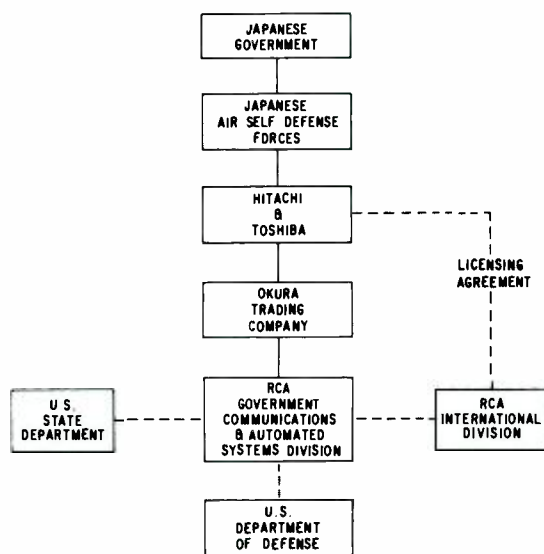 JAPANESE
GOVERNMENT
JAPANESE
AIR SELF DEFENSE
FORCES
HITACHI
&
TOSHIBA
LICENSING
AGREEMENT
OKURA
TRADING
COMPANY
U.S.
STATE
DEPARTMENT
RCA
GOVERNMENT
COMMUNICATIONS
& AUTOMATED
SYSTEMS DIVISION
RCA
INTERNATIONAL
DIVISION
U.S.
DEPARTMENT
OF DEFENSE